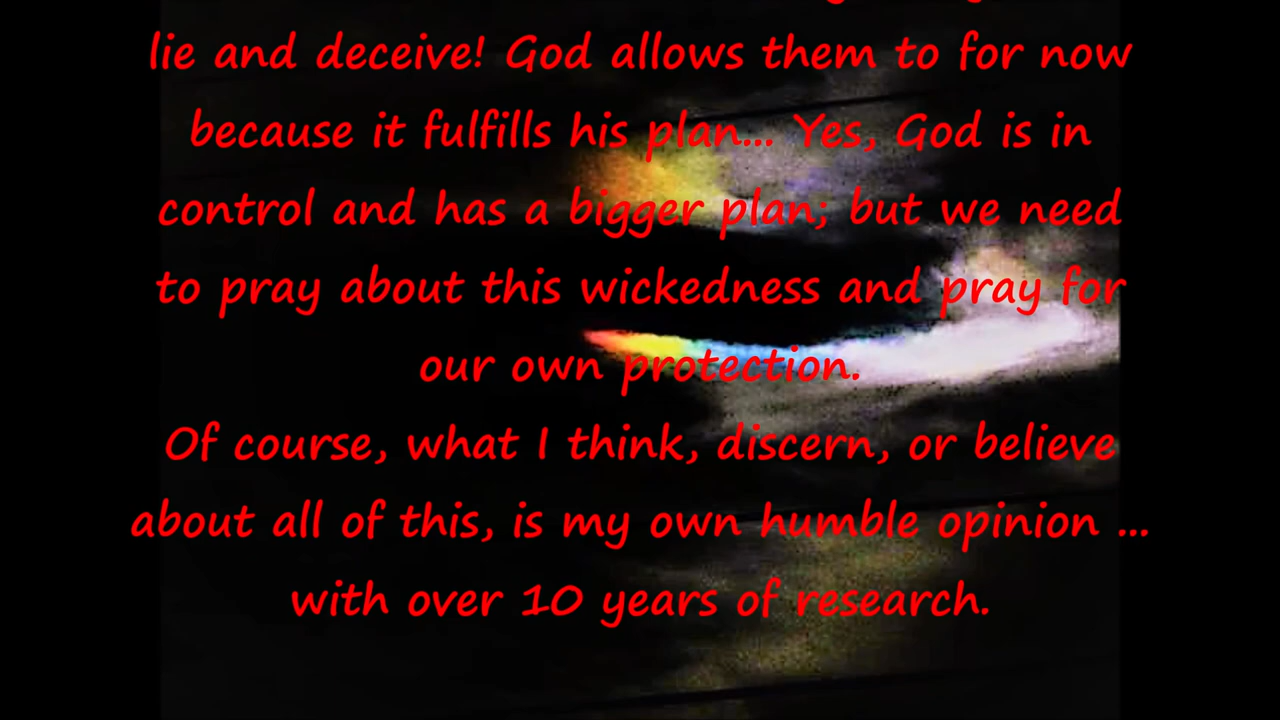 lie and deceive! God allows them to for now
because it fulfills his plan... Yes, God is in
control and has a bigger plan; but we need
to pray about this wickedness and pray for
our own protection.
Of course, what I think, discern, or believe
about all of this, is my own humble opinion ...
with over 10 years of research.